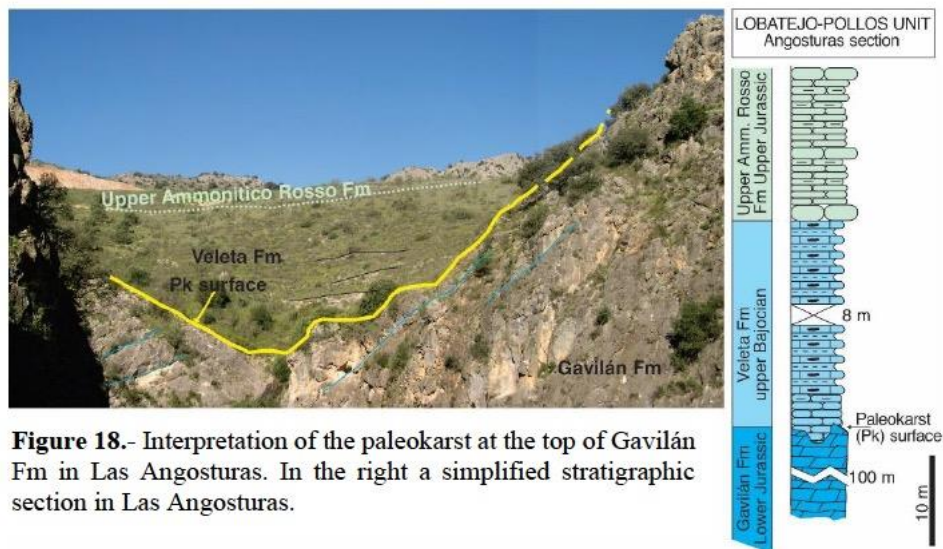 Upper Ammonitico Rosso Fm
Veleta Fm
Pk surface
Gavilán Fm
Figure 18.- Interpretation of the paleokarst at the top of Gavilán
Fm in Las Angosturas. In the right a simplified stratigraphic
section in Las Angosturas.
LOBATEJO-POLLOS UNIT
Angosturas section
Upper Amm. Rosso
Fm Upper Jurassic
Veleta Fm
upper Bajocian
8 m
Paleokarst
(Pk) surface
Gavilán Fm
Lower Jurassic
100 m
10 m